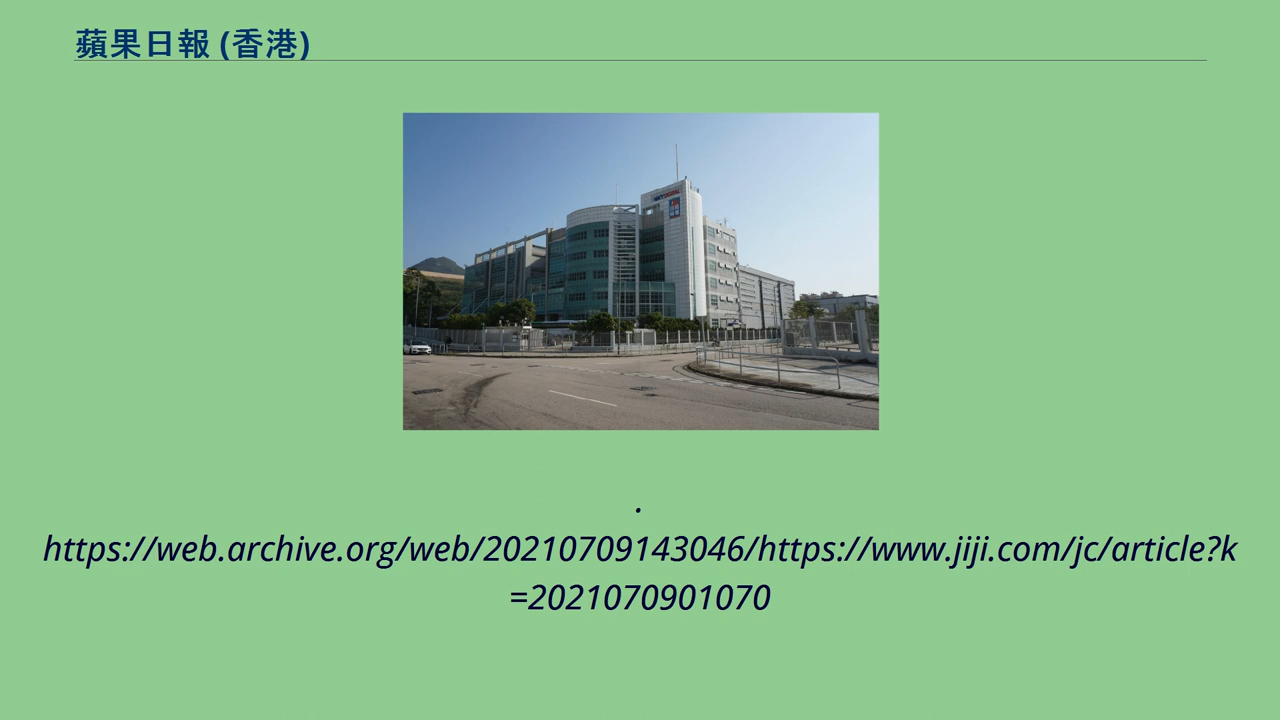 蘋果日報 (香港)
.
https://web.archive.org/web/20210709143046/https://www.jiji.com/jc/article?k
=2021070901070